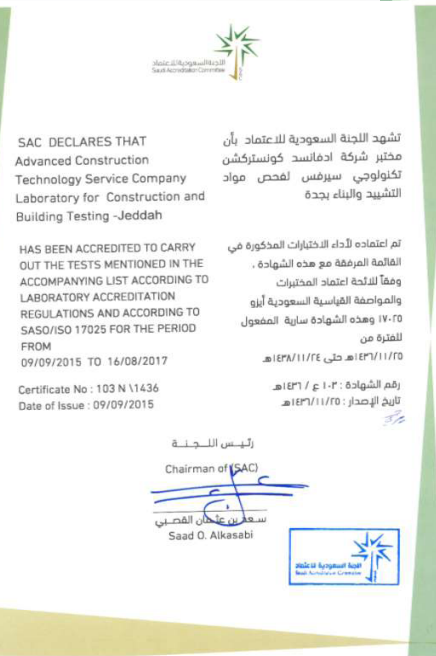 اللجنة السعودية للاعتماد
Saudi Accreditation Committee
SAC DECLARES THAT
Advanced Construction
Technology Service Company
Laboratory for Construction and
Building Testing -Jeddah
تشهد اللجنة السعودية للاعتماد بأن
مختبر شركة ادفانسد كونستركشن
تكنولوجي سيرفس لفحص مواد
التشييد والبناء بجدة
HAS BEEN ACCREDITED TO CARRY
OUT THE TESTS MENTIONED IN THE
ACCOMPANYING LIST ACCORDING TO
LABORATORY ACCREDITATION
REGULATIONS AND ACCORDING TO
SASO/ISO 17025 FOR THE PERIOD
FROM
09/09/2015 TO 16/08/2017
تم اعتماده لأداء الاختبارات المذكورة في
القائمة المرفقة مع هذه الشهادة ,
وفقاً للائحة اعتماد المختبرات
والمواصفة القياسية السعودية أيزو
١٧٠٢٥ وهذه الشهادة سارية المفعول
للفترة من
١٤٣٦/١١/٢٥هـ حتى ١٤٣٨/١١/٢٤هـ
Certificate No : 103 N \1436
Date of Issue : 09/09/2015
رقم الشهادة : ١٠٣ ع / ١٤٣٦هـ
تاريخ الإصدار : ١٤٣٦/١١/٢٥هـ
رئيس اللجنة
Chairman of (SAC)
سعد بن عثمان القصبي
Saad O. Alkasabi
اللجنة السعودية للاعتماد
Saudi Accreditation Committee